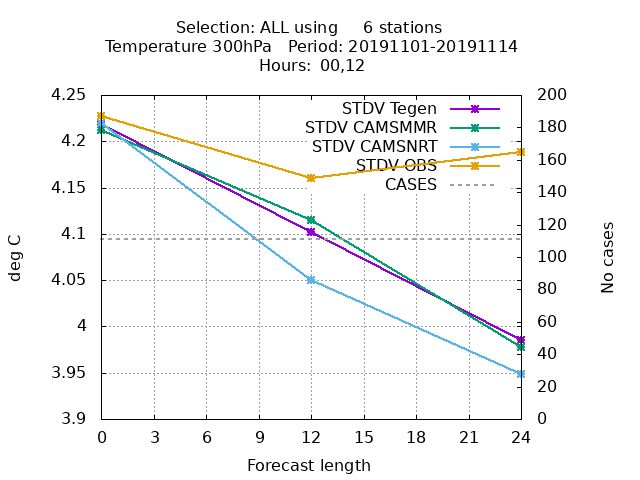 Selection: ALL using     6 stations
Temperature 300hPa   Period: 20191101-20191114
Hours: 00,12
4.25
4.2
4.15
4.1
4.05
4
3.95
3.9
deg C
STDV Tegen
STDV CAMSMMR
STDV CAMSNRT
STDV OBS
CASES
200
180
160
140
120
100
80
60
40
20
0
No cases
0 3 6 9 12 15 18 21 24
Forecast length